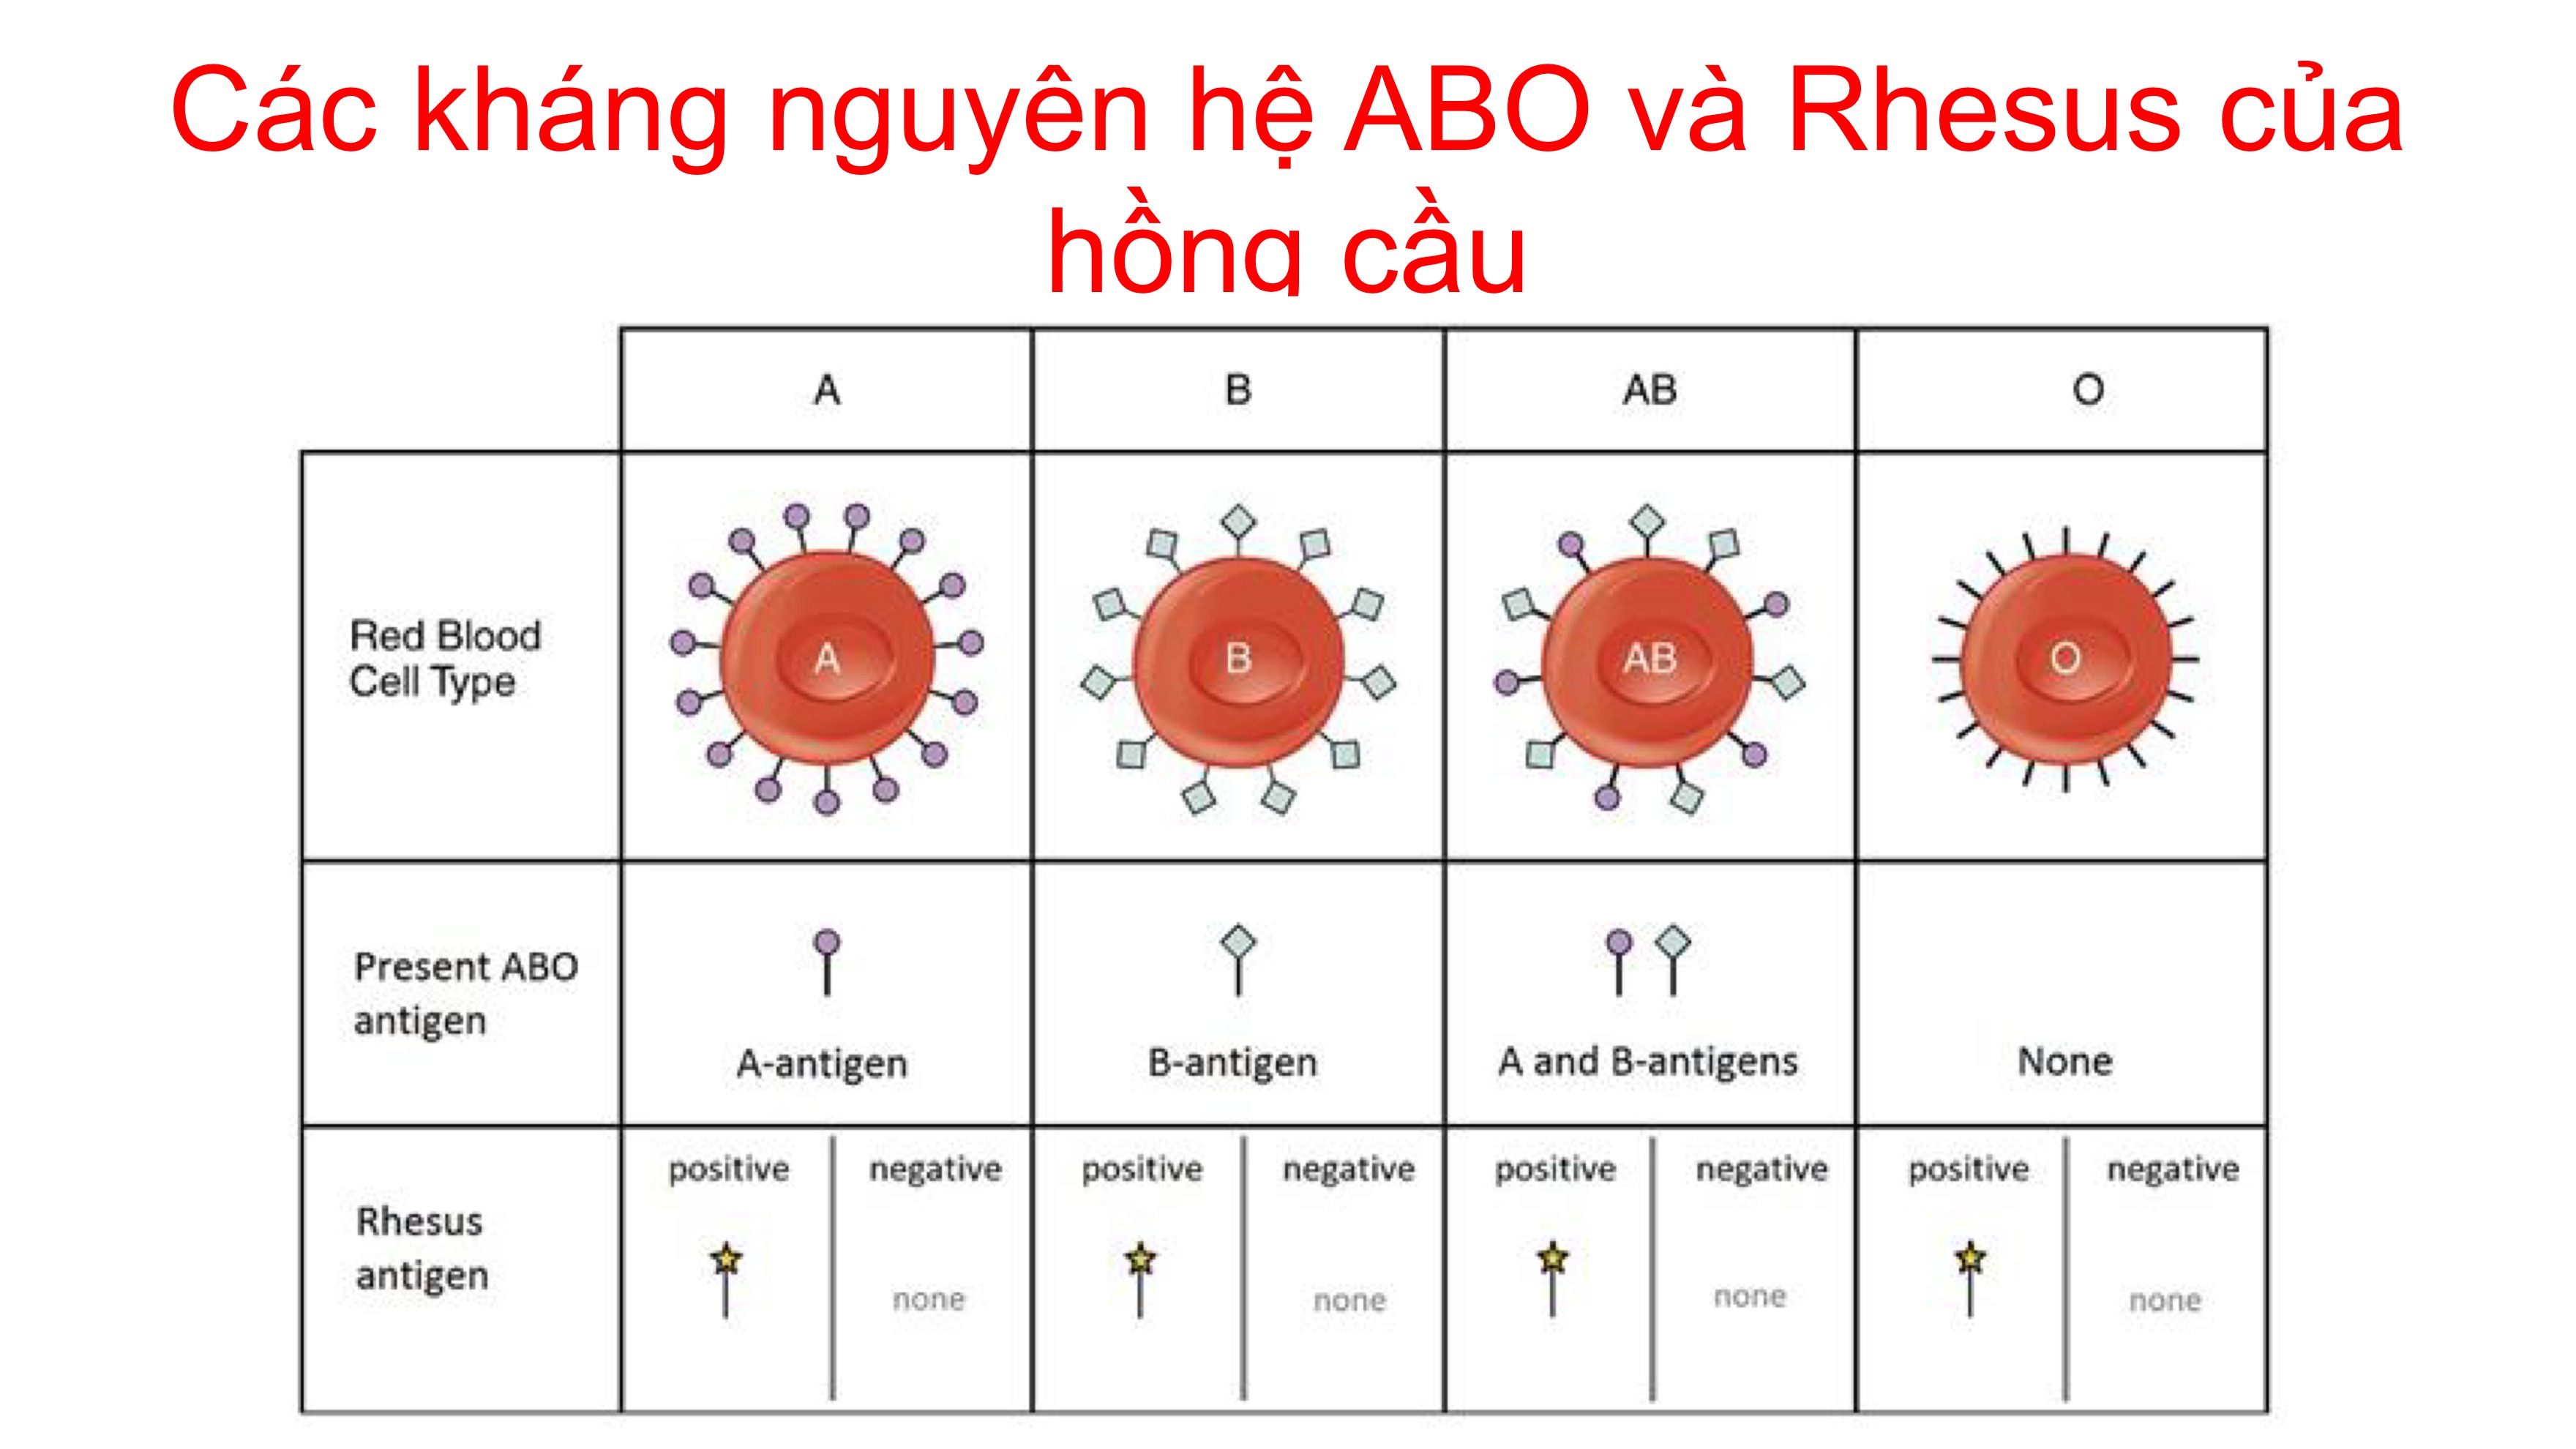 Các kháng nguyên hệ ABO và Rhesus của
hồng cầu
A B AB O
Red Blood
Cell Type
A B AB O
Present ABO
antigen
A-antigen B-antigen A and B-antigens None
positive negative positive negative positive negative positive negative
Rhesus
antigen
none none none none